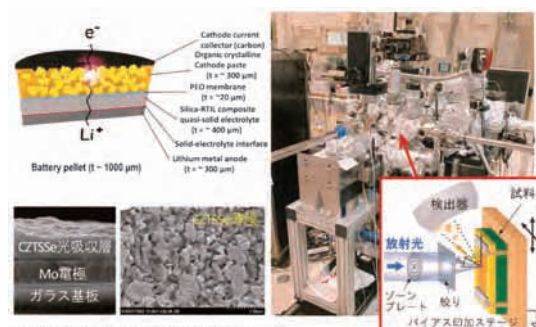 e-
Cathode current
collector (carbon)
Organic crystalline
Cathode paste
(t = ~ 300 μm)
PEO membrane
(t = ~20 μm)
Silica-RTIL composite
quasi-solid electrolyte
(t = ~ 400 μm)
Solid-electrolyte interface
Lithium metal anode
(t = ~ 300 μm)
Li+
Battery pellet (t ~ 1000 μm)
CZTSSe光吸収層
Mo電極
ガラス基板
CZTSSe
検出器
試料
放射光
ゾーン
プレート
絞り
バイアス印加ステージ